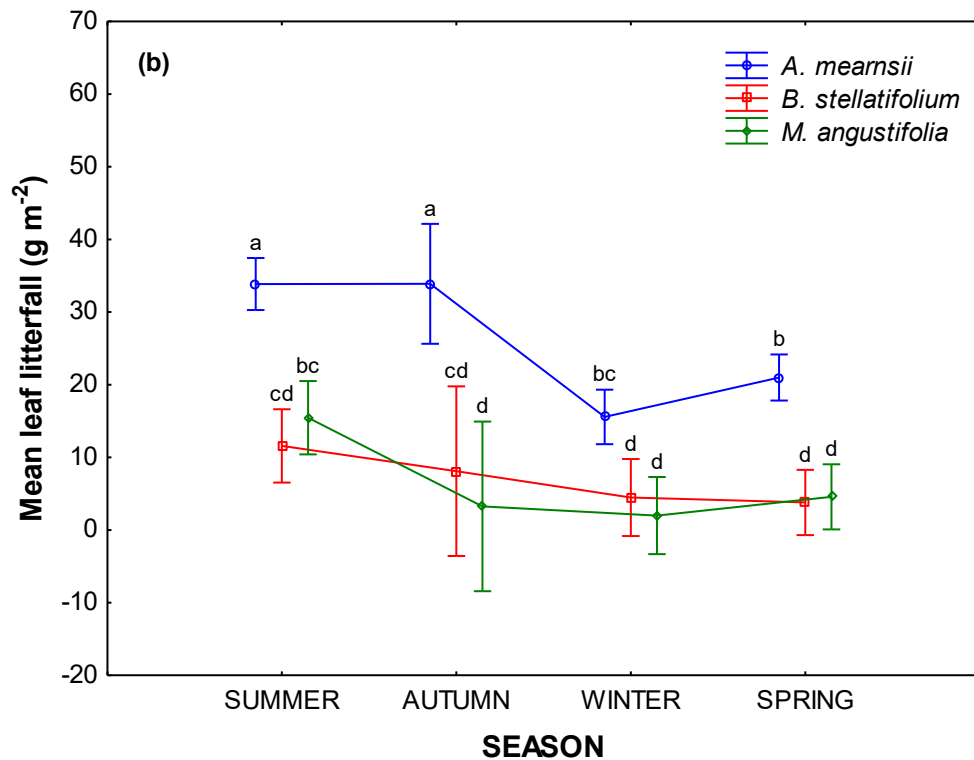 (b)
A. mearnsii
B. stellatifolium
M. angustifolia
Mean leaf litterfall (g m⁻²)
70
60
50
40
30
20
10
0
-10
-20
a
cd
bc
a
cd
d
bc
d
d
b
d
d
SUMMER AUTUMN WINTER SPRING
SEASON